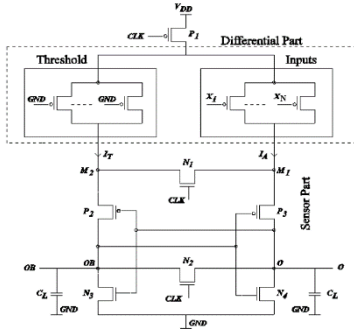 VDD
CLK
P1
Differential Part
Threshold
Inputs
GND
GND
X1
XN
IT
IA
M2
N1
M1
CLK
Sensor Part
P2
P3
OB
OB
N2
O
O
CL
N3
CLK
N4
CL
GND
GND
GND